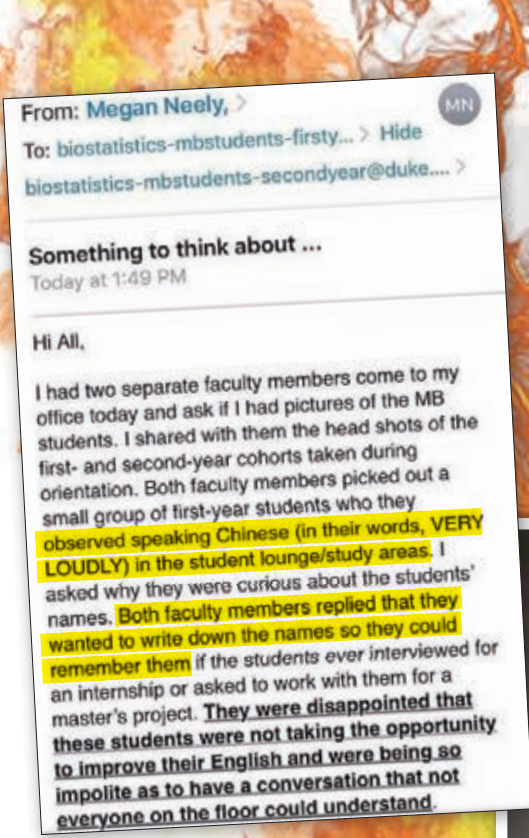 From: Megan Neely, >
MN
To: biostatistics-mbstudents-firsty... > Hide
biostatistics-mbstudents-secondyear@duke.... >
Something to think about ...
Today at 1:49 PM
Hi All,
I had two separate faculty members come to my
office today and ask if I had pictures of the MB
students. I shared with them the head shots of the
first- and second-year cohorts taken during
orientation. Both faculty members picked out a
small group of first-year students who they
observed speaking Chinese (in their words, VERY
LOUDLY) in the student lounge/study areas. I
asked why they were curious about the students'
names. Both faculty members replied that they
wanted to write down the names so they could
remember them if the students ever interviewed for
an internship or asked to work with them for a
master's project. They were disappointed that
these students were not taking the opportunity
to improve their English and were being so
impolite as to have a conversation that not
everyone on the floor could understand.